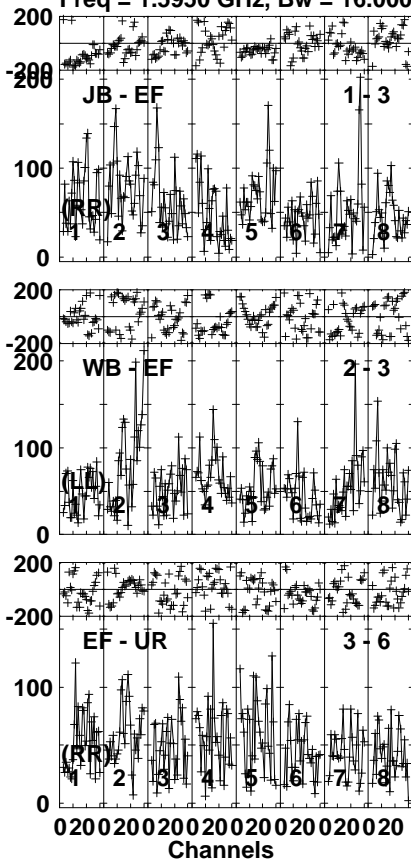 Freq = 1.5950 GHz, Bw = 16.000
200
-200
200
JB - EF 1 - 3
100
(RR)
1 2 3 4 5 6 7 8
0
200
-200
200
WB - EF 2 - 3
100
(LL)
1 2 3 4 5 6 7 8
0
200
-200
EF - UR 3 - 6
100
(RR)
1 2 3 4 5 6 7 8
0
020020020020020020020020
Channels